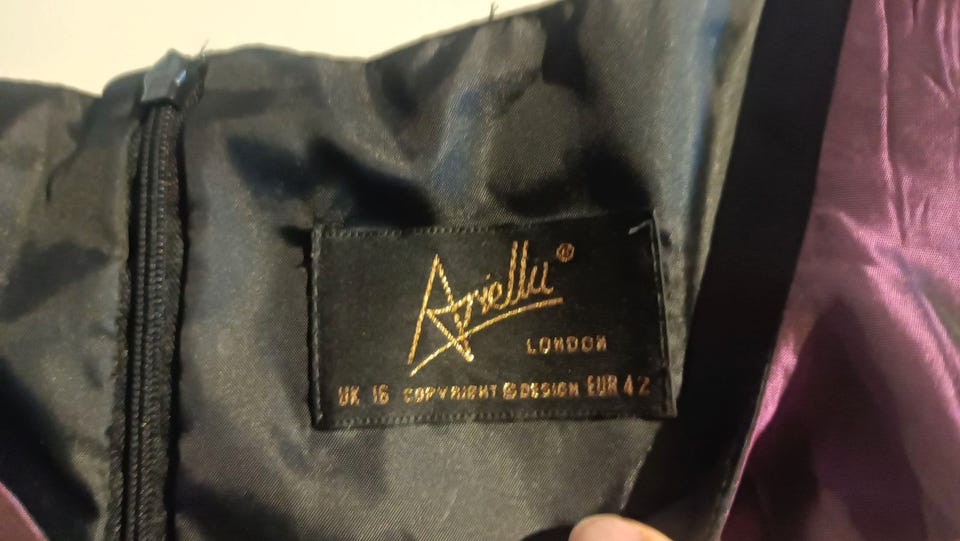 Ariella®
LONDON
UK 16 COPYRIGHT © DESIGN EUR 42